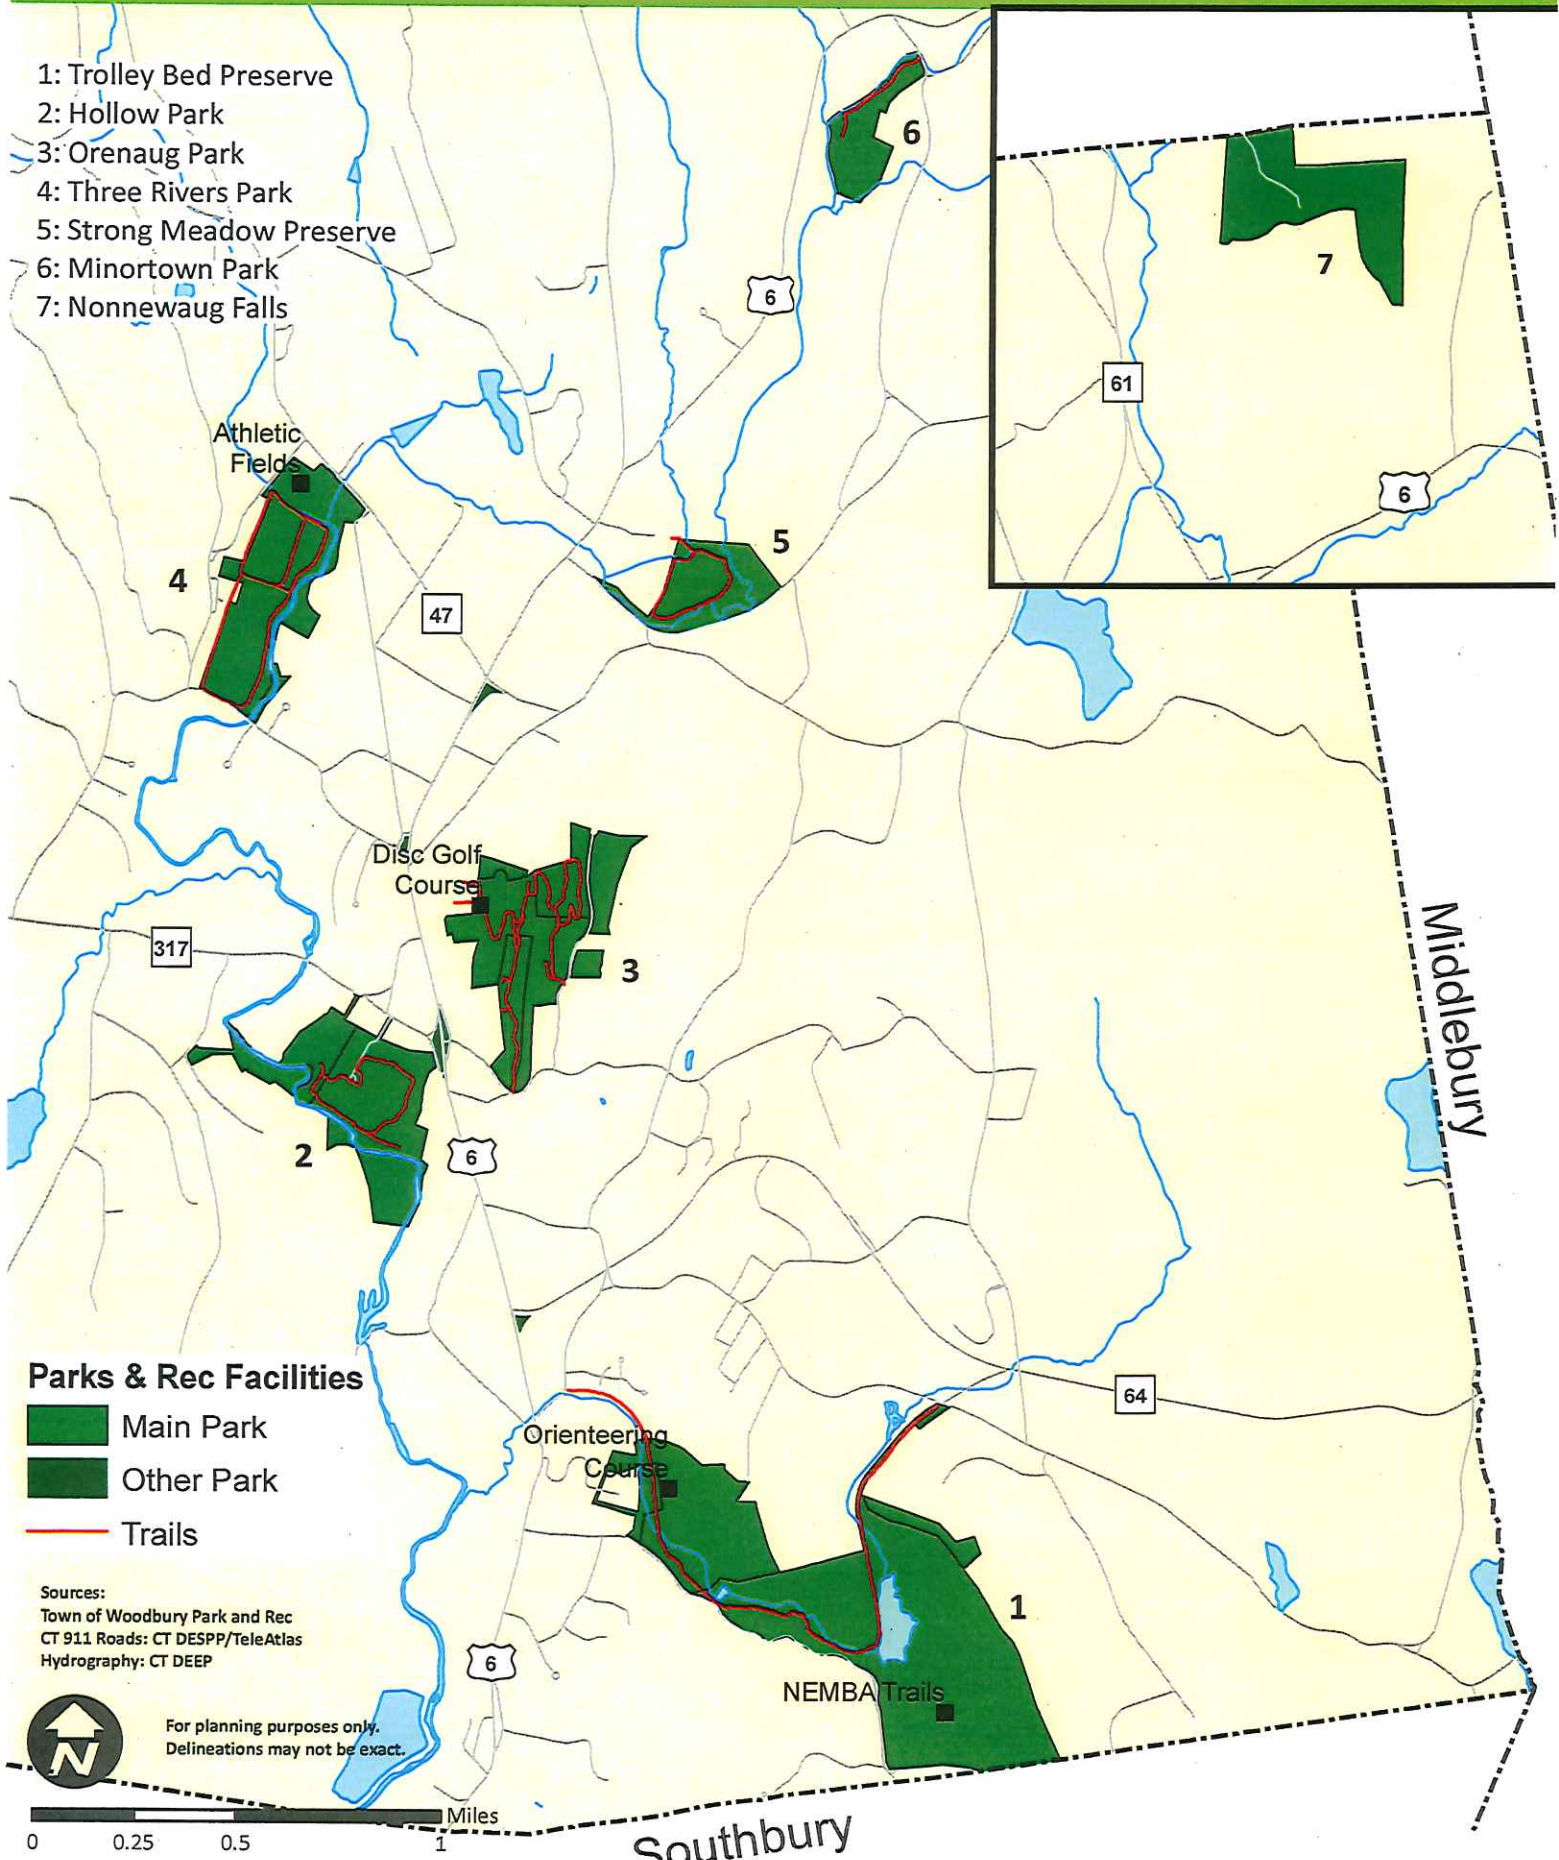 1: Trolley Bed Preserve
2: Hollow Park
3: Orenaug Park
4: Three Rivers Park
5: Strong Meadow Preserve
6: Minortown Park
7: Nonnewaug Falls
6
7
6
61
6
Athletic
Fields
4
5
47
Disc Golf
Course
3
317
2
6
Middlebury
64
Parks & Rec Facilities
Main Park
Other Park
Trails
Orienteering
Course
1
NEMBA Trails
6
Sources:
Town of Woodbury Park and Rec
CT 911 Roads: CT DESPP/TeleAtlas
Hydrography: CT DEEP
N
For planning purposes only.
Delineations may not be exact.
Miles
0 0.25 0.5 1
Southbury